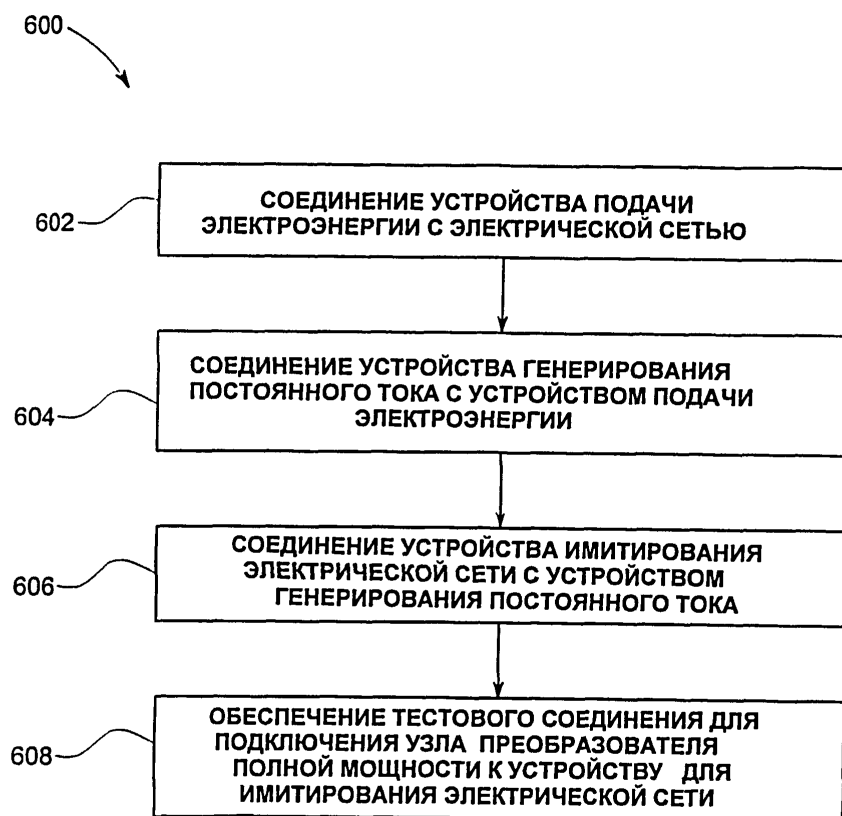 600
602
СОЕДИНЕНИЕ УСТРОЙСТВА ПОДАЧИ
ЭЛЕКТРОЭНЕРГИИ С ЭЛЕКТРИЧЕСКОЙ СЕТЬЮ
604
СОЕДИНЕНИЕ УСТРОЙСТВА ГЕНЕРИРОВАНИЯ
ПОСТОЯННОГО ТОКА С УСТРОЙСТВОМ ПОДАЧИ
ЭЛЕКТРОЭНЕРГИИ
606
СОЕДИНЕНИЕ УСТРОЙСТВА ИМИТИРОВАНИЯ
ЭЛЕКТРИЧЕСКОЙ СЕТИ С УСТРОЙСТВОМ
ГЕНЕРИРОВАНИЯ ПОСТОЯННОГО ТОКА
608
ОБЕСПЕЧЕНИЕ ТЕСТОВОГО СОЕДИНЕНИЯ ДЛЯ
ПОДКЛЮЧЕНИЯ УЗЛА ПРЕОБРАЗОВАТЕЛЯ
ПОЛНОЙ МОЩНОСТИ К УСТРОЙСТВУ ДЛЯ
ИМИТИРОВАНИЯ ЭЛЕКТРИЧЕСКОЙ СЕТИ